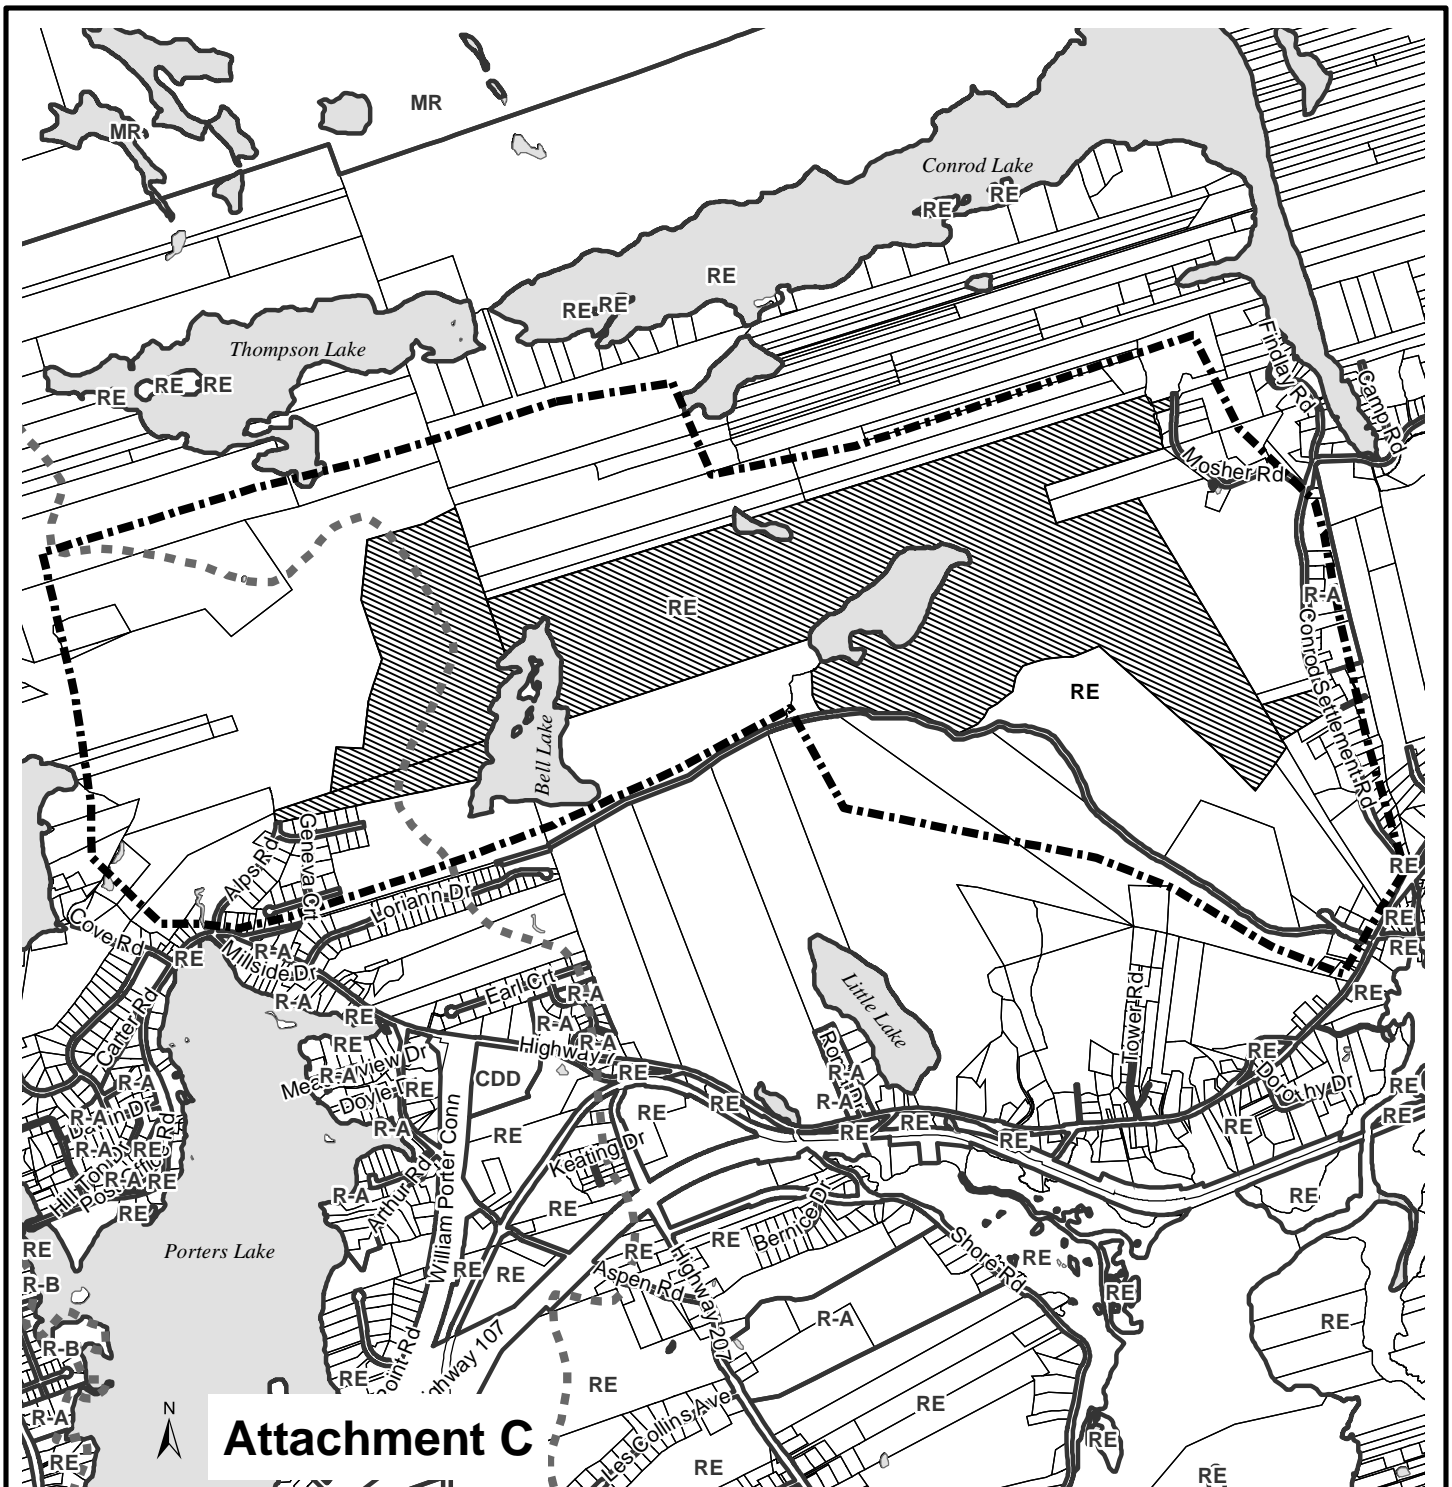 MR
MR
Conrod Lake
RE
RE
RE
RE
RE
Thompson Lake
RE
RE
RE
Findlay Rd
Camp Rd
Mosher Rd
RE
R-A
Conrod Settlement Rd
RE
Bell Lake
Geneva Crt
Alps Rd
Loriann Dr
Cove Rd
RE
R-A
Millside Dr
R-A
RE
RE
RE
RE
RE
Earl Crt
R-A
R-A
R-A
Highway 7
Little Lake
Tower Rd
Carter Rd
RE
R-A
Doyle
RE
CDD
RE
RE
RE
R-A
R-A
RE
Dorothy Dr
RE
RE
R-A
R-A
R-A
RE
R-A
RE
RE
R-A
RE
Keating Dr
RE
RE
RE
RE
R-A
Arthur Rd
William Porter Conn
RE
Bernice Dr
RE
Porters Lake
RE
R-B
RE
RE
RE
RE
Aspen Rd
Highway 207
Shore Rd
RE
RE
R-A
RE
R-B
RE
RE
Highway 107
R-A
RE
Les Collins Ave
RE
RE
RE
RE
N
Attachment C